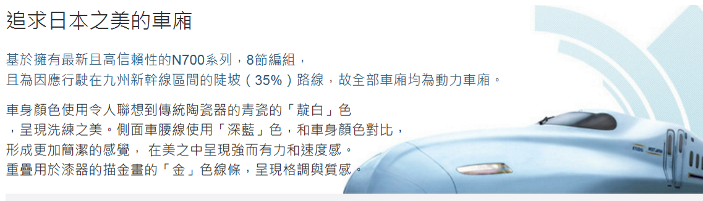 追求日本之美的車廂
基於擁有最新且高信賴性的N700系列，8節編組，
且為因應行駛在九州新幹線區間的陡坡（35%）路線，故全部車廂均為動力車廂。
車身顏色使用令人聯想到傳統陶瓷器的青瓷的「靛白」色
，呈現洗練之美。側面車腰線使用「深藍」色，和車身顏色對比，
形成更加簡潔的感覺， 在美之中呈現強而有力和速度感。
重疊用於漆器的描金畫的「金」色線條，呈現格調與質感。